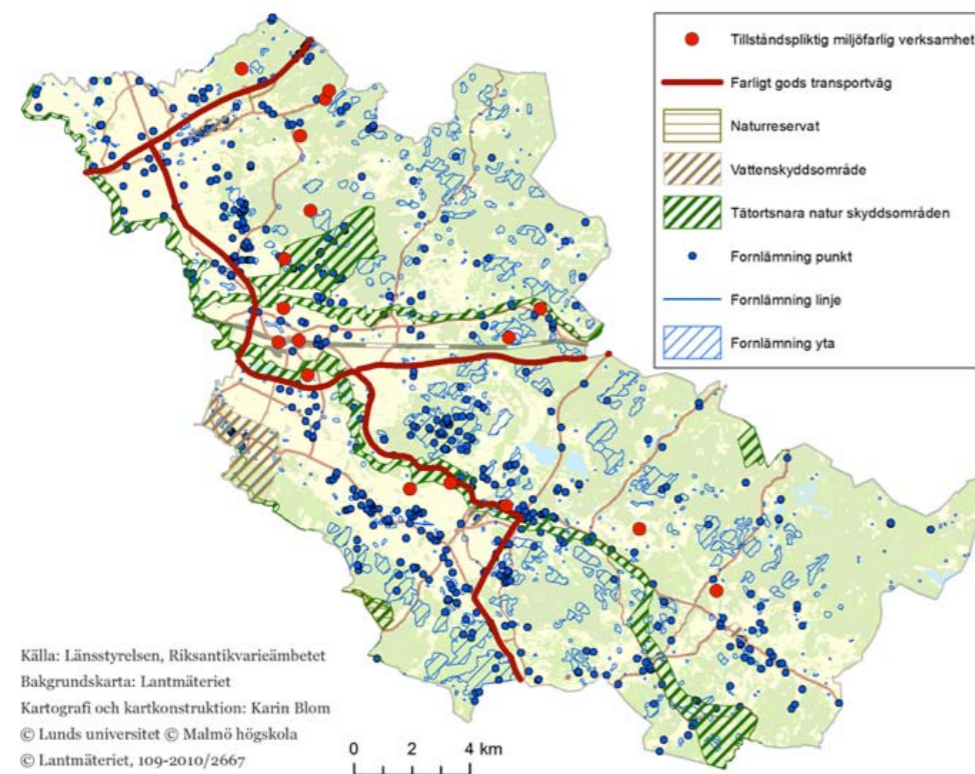 Tillståndspliktig miljöfarlig verksamhet
Farligt gods transportväg
Naturreservat
Vattenskyddsområde
Tätortsnara natur skyddsområden
Fornlämning punkt
Fornlämning linje
Fornlämning yta
Källa: Länsstyrelsen, Riksantikvarieämbetet
Bakgrundskarta: Lantmäteriet
Kartografi och kartkonstruktion: Karin Blom
© Lunds universitet © Malmö högskola
© Lantmäteriet, 109-2010/2667
0 2 4 km